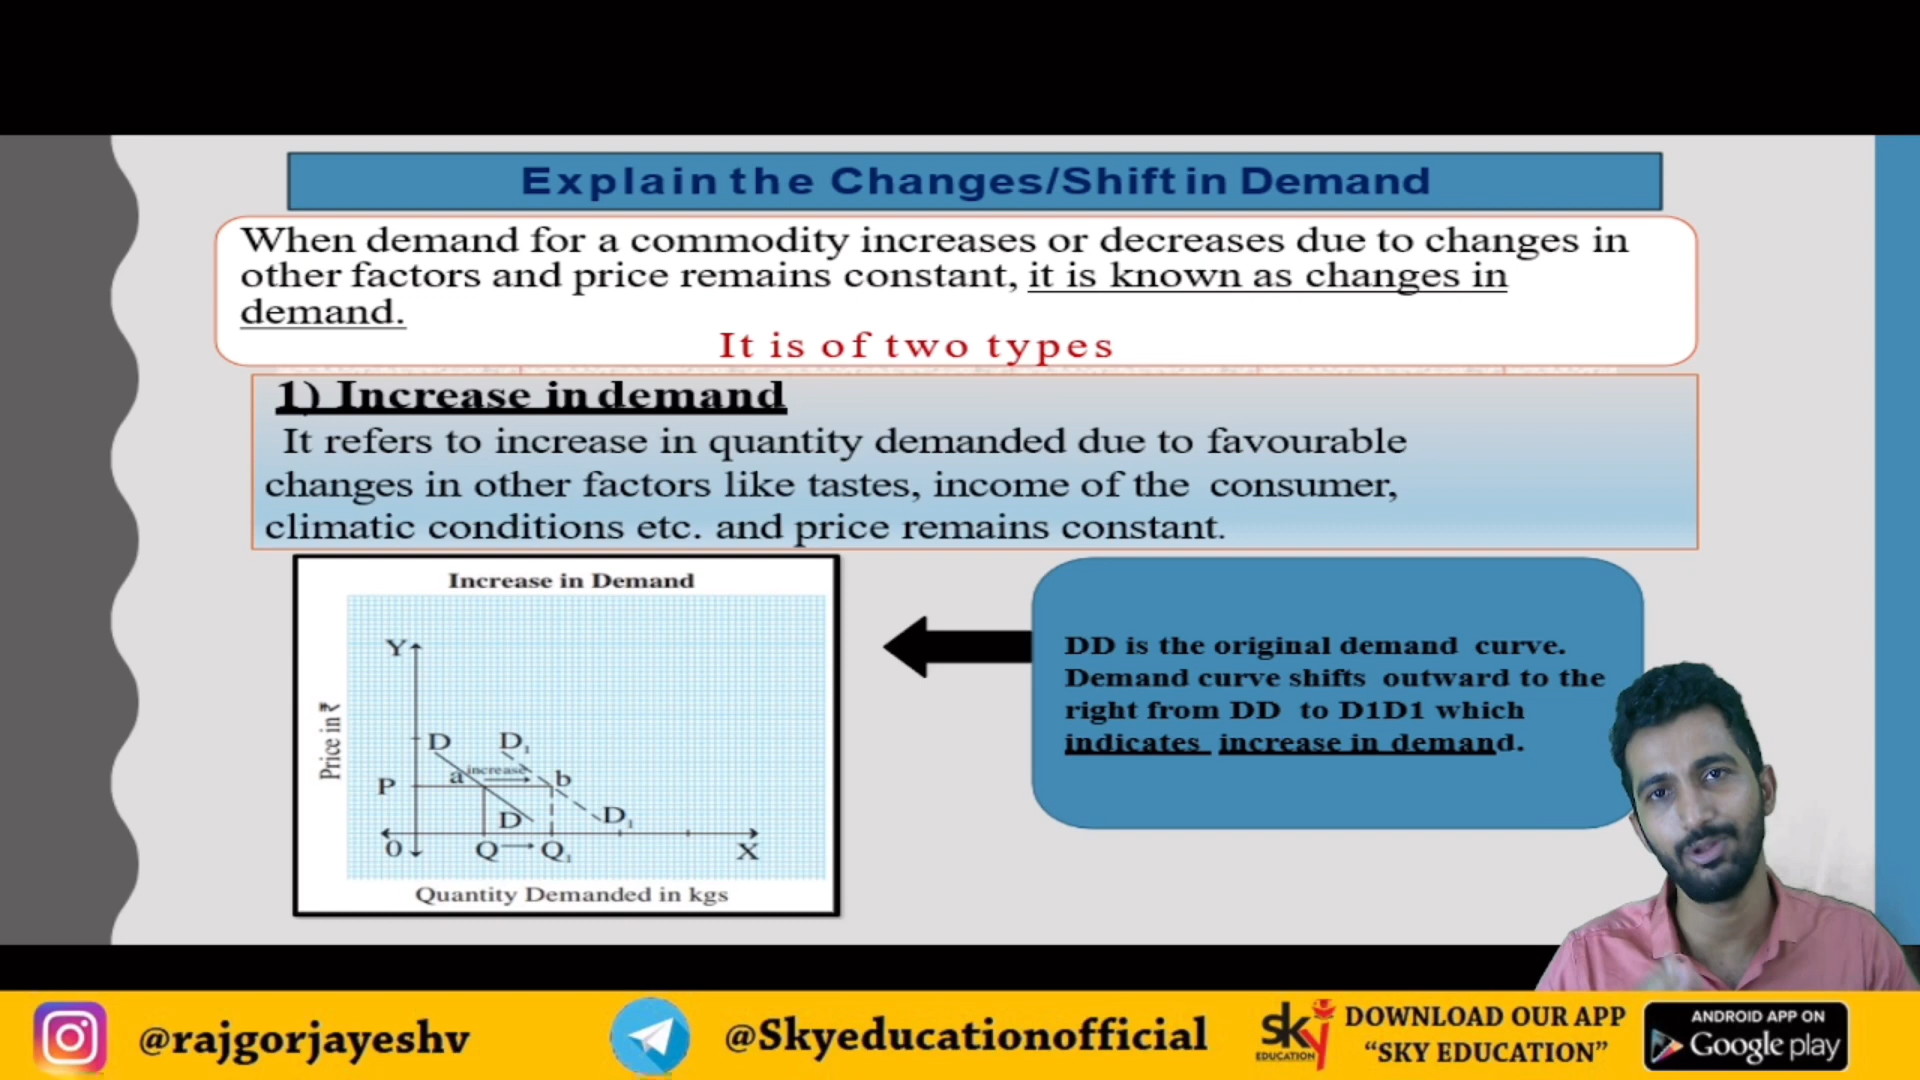 Explain the Changes/Shift in Demand
When demand for a commodity increases or decreases due to changes in
other factors and price remains constant, it is known as changes in
demand.
It is of two types
1) Increase in demand
It refers to increase in quantity demanded due to favourable
changes in other factors like tastes, income of the consumer,
climatic conditions etc. and price remains constant.
Increase in Demand
Y
Price in ₹
D D₁
a increase b
P
D D₁
0 Q Q₁ X
Quantity Demanded in kgs
DD is the original demand curve.
Demand curve shifts outward to the
right from DD to D1D1 which
indicates increase in demand.
@rajgorjayeshv
@Skyeducationofficial
sky
EDUCATION
DOWNLOAD OUR APP
“SKY EDUCATION”
ANDROID APP ON
Google play